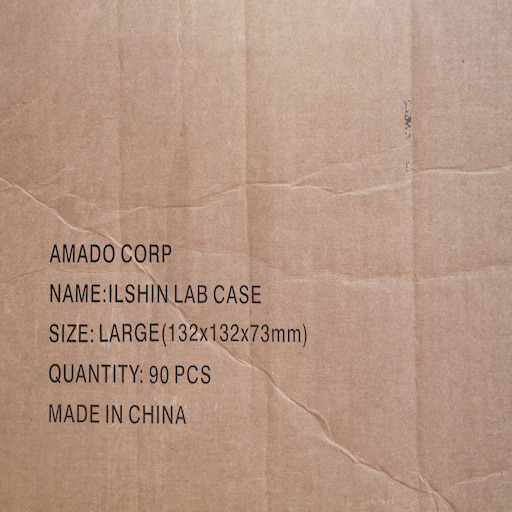 AMADO CORP
NAME:ILSHIN LAB CASE
SIZE: LARGE(132x132x73mm)
QUANTITY: 90 PCS
MADE IN CHINA